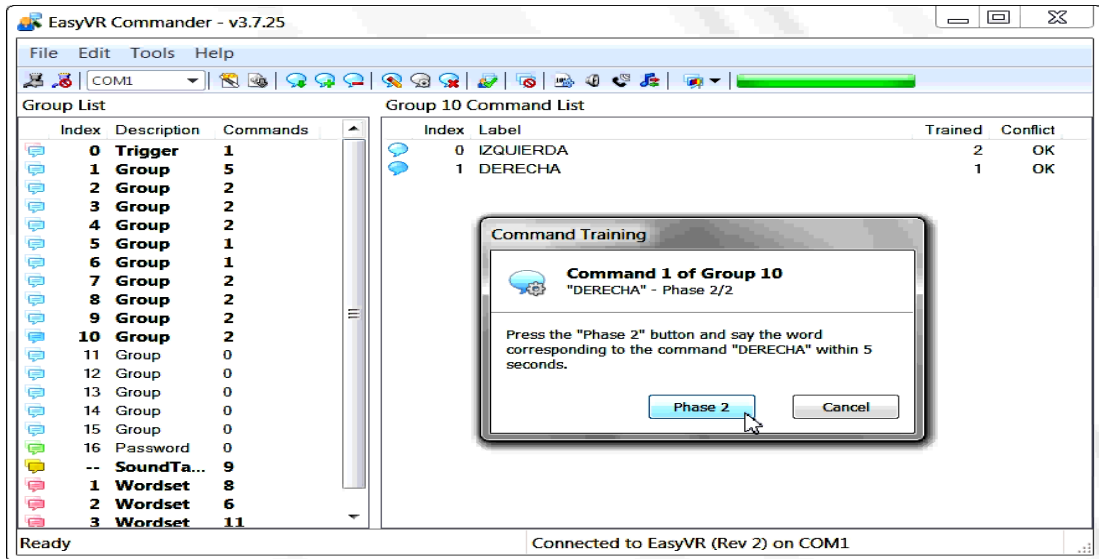 EasyVR Commander - v3.7.25
File Edit Tools Help
COM1
Group List
Index Description Commands
0 Trigger 1
1 Group 5
2 Group 2
3 Group 2
4 Group 2
5 Group 1
6 Group 1
7 Group 2
8 Group 2
9 Group 2
10 Group 2
11 Group 0
12 Group 0
13 Group 0
14 Group 0
15 Group 0
16 Password 0
-- SoundTa... 9
1 Wordset 8
2 Wordset 6
3 Wordset 11
Group 10 Command List
Index Label Trained Conflict
0 IZQUIERDA 2 OK
1 DERECHA 1 OK
Command Training
Command 1 of Group 10
"DERECHA" - Phase 2/2
Press the "Phase 2" button and say the word
corresponding to the command "DERECHA" within 5
seconds.
Phase 2 Cancel
Ready Connected to EasyVR (Rev 2) on COM1